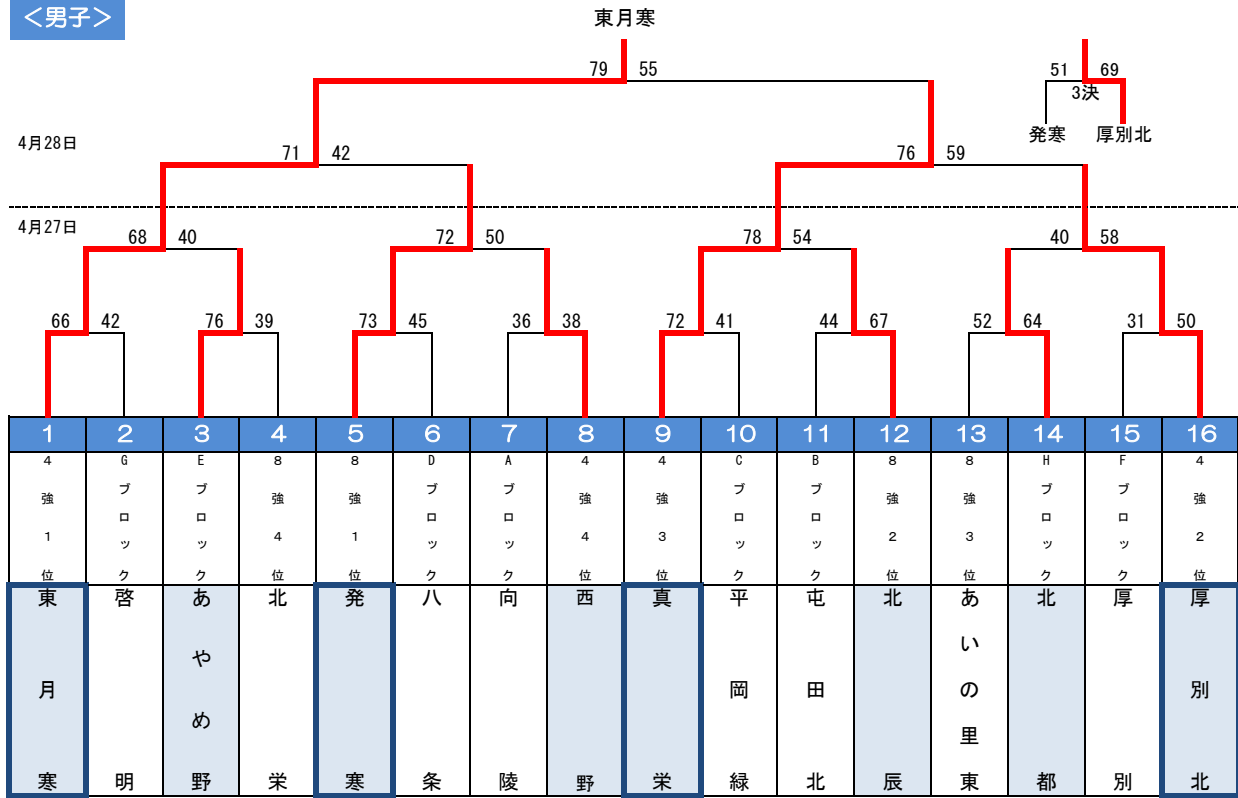 ＜男子＞
東月寒
79 55
51 69
3決
発寒 厚別北
4月28日
71 42
76 59
4月27日
68 40
72 50
78 54
40 58
66 42
76 39
73 45
36 38
72 41
44 67
52 64
31 50
1 2 3 4 5 6 7 8 9 10 11 12 13 14 15 16
4強1位
Gブロック
Eブロック
8強4位
8強1位
Dブロック
Aブロック
4強4位
4強3位
Cブロック
Bブロック
8強2位
8強3位
Hブロック
Fブロック
4強2位
東月寒
啓明
あやめ野
北栄
発寒
八条
向陵
西野
真栄
平岡緑
屯田北
北辰
あいの里東
北都
厚別
厚別北